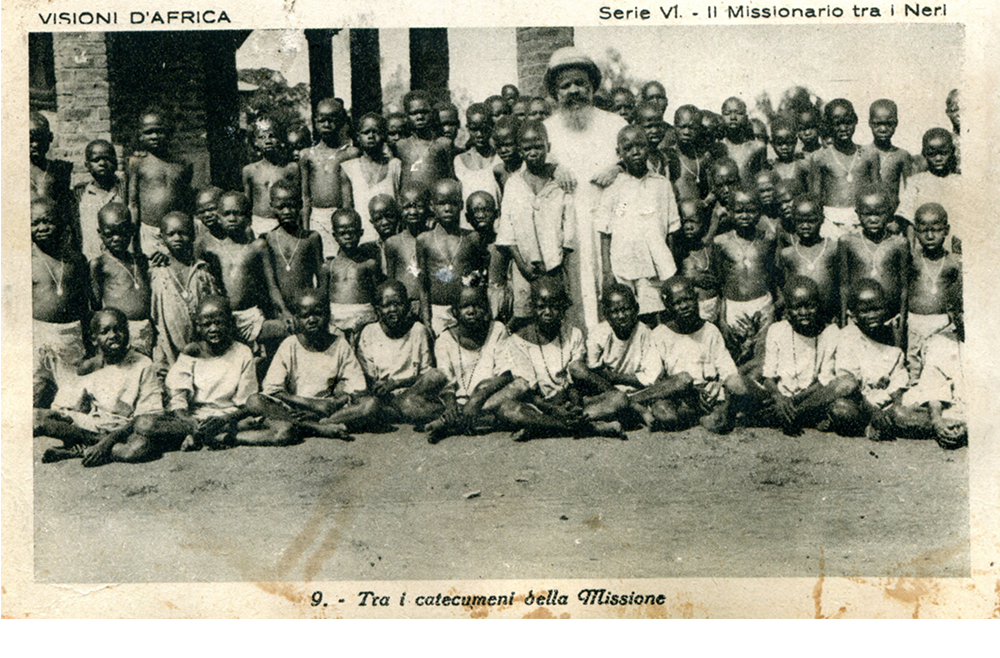 VISIONI D'AFRICA
Serie VI. - Il Missionario tra i Neri
9. - Tra i catecumeni della Missione